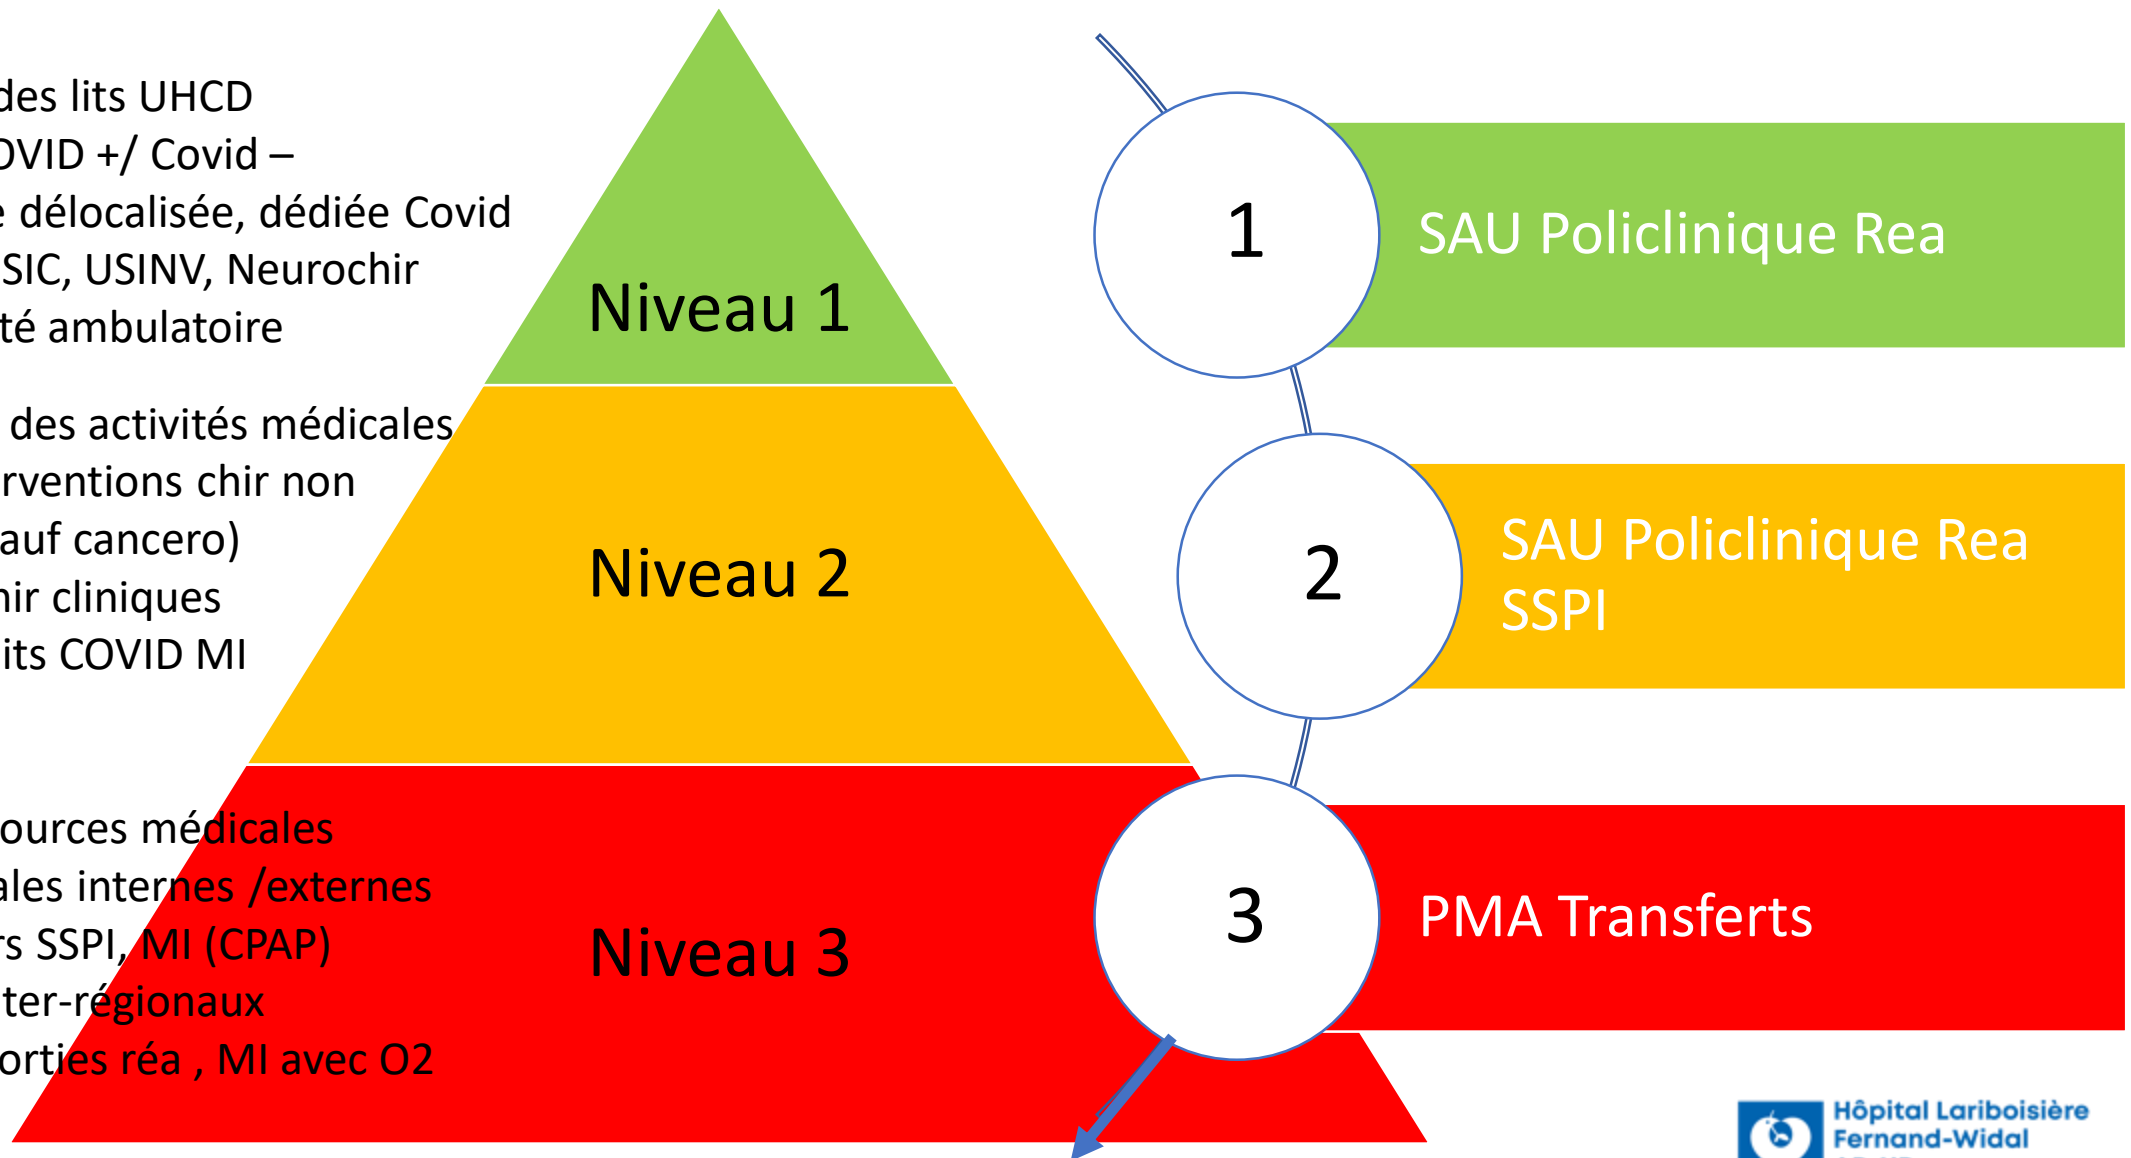 des lits UHCD
OVID +/ Covid –
e délocalisée, dédiée Covid
SIC, USINV, Neurochir
té ambulatoire
des activités médicales
erventions chir non
auf cancero)
hir cliniques
its COVID MI
ources médicales
ales internes /externes
rs SSPI, MI (CPAP)
ter-régionaux
orties réa , MI avec O2
Niveau 1
Niveau 2
Niveau 3
1
SAU Policlinique Rea
2
SAU Policlinique Rea
SSPI
3
PMA Transferts
Hôpital Lariboisière
Fernand-Widal